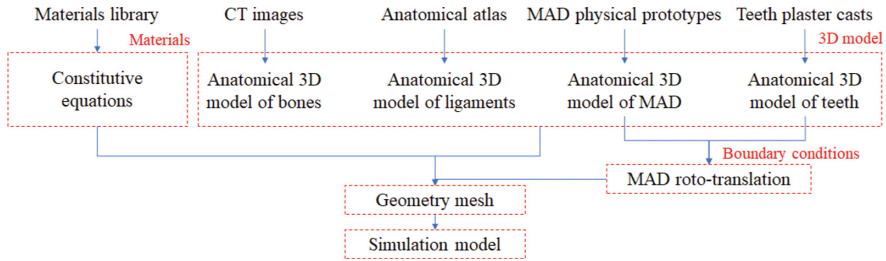 Materials library
CT images
Anatomical atlas
MAD physical prototypes
Teeth plaster casts
Materials
3D model
Constitutive
equations
Anatomical 3D
model of bones
Anatomical 3D
model of ligaments
Anatomical 3D
model of MAD
Anatomical 3D
model of teeth
Boundary conditions
MAD roto-translation
Geometry mesh
Simulation model